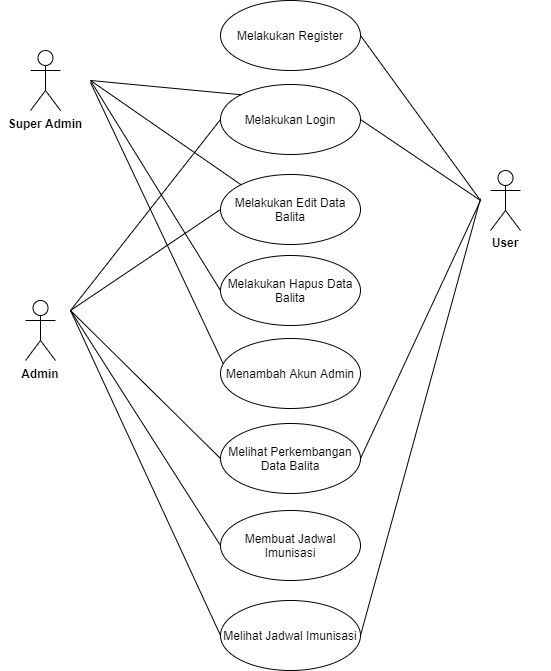 Melakukan Register
Super Admin
Melakukan Login
Melakukan Edit Data
Balita
User
Melakukan Hapus Data
Balita
Admin
Menambah Akun Admin
Melihat Perkembangan
Data Balita
Membuat Jadwal
Imunisasi
Melihat Jadwal Imunisasi